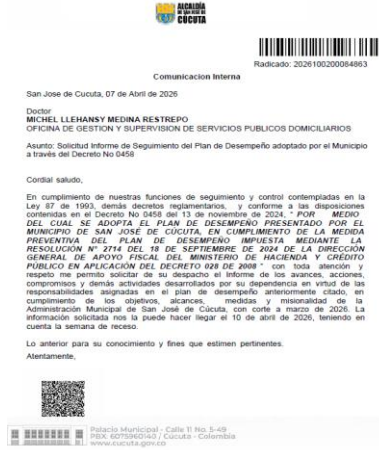 ALCALDÍA
DE SAN JOSÉ DE
CÚCUTA
Radicado: 2026100200084863
Comunicacion Interna
San Jose de Cucuta, 07 de Abril de 2026
Doctor
MICHEL LLEHANSY MEDINA RESTREPO
OFICINA DE GESTION Y SUPERVISION DE SERVICIOS PUBLICOS DOMICILIARIOS
Asunto: Solicitud Informe de Seguimiento del Plan de Desempeño adoptado por el Municipio
a través del Decreto No 0458
Cordial saludo,
En cumplimiento de nuestras funciones de seguimiento y control contempladas en la
Ley 87 de 1993, demás decretos reglamentarios, y conforme a las disposiciones
contenidas en el Decreto No 0458 del 13 de noviembre de 2024, " POR MEDIO
DEL CUAL SE ADOPTA EL PLAN DE DESEMPEÑO PRESENTADO POR EL
MUNICIPIO DE SAN JOSÉ DE CÚCUTA, EN CUMPLIMIENTO DE LA MEDIDA
PREVENTIVA DEL PLAN DE DESEMPEÑO IMPUESTA MEDIANTE LA
RESOLUCIÓN N° 2714 DEL 18 DE SEPTIEMBRE DE 2024 DE LA DIRECCIÓN
GENERAL DE APOYO FISCAL DEL MINISTERIO DE HACIENDA Y CRÉDITO
PÚBLICO EN APLICACIÓN DEL DECRETO 028 DE 2008 " con toda atención y
respeto me permito solicitar de su despacho el Informe de los avances, acciones,
compromisos y demás actividades desarrollados por su dependencia en virtud de las
responsabilidades asignadas en el plan de desempeño anteriormente citado, en
cumplimiento de los objetivos, alcances, medidas y misionalidad de la
Administración Municipal de San José de Cúcuta, con corte a marzo de 2026. La
información solicitada nos la puede hacer llegar el 10 de abril de 2026, teniendo en
cuenta la semana de receso.
Lo anterior para su conocimiento y fines que estimen pertinentes.
Atentamente,
Palacio Municipal - Calle 11 No. 5-49
PBX: 6075960140 / Cúcuta - Colombia
www.cucuta.gov.co